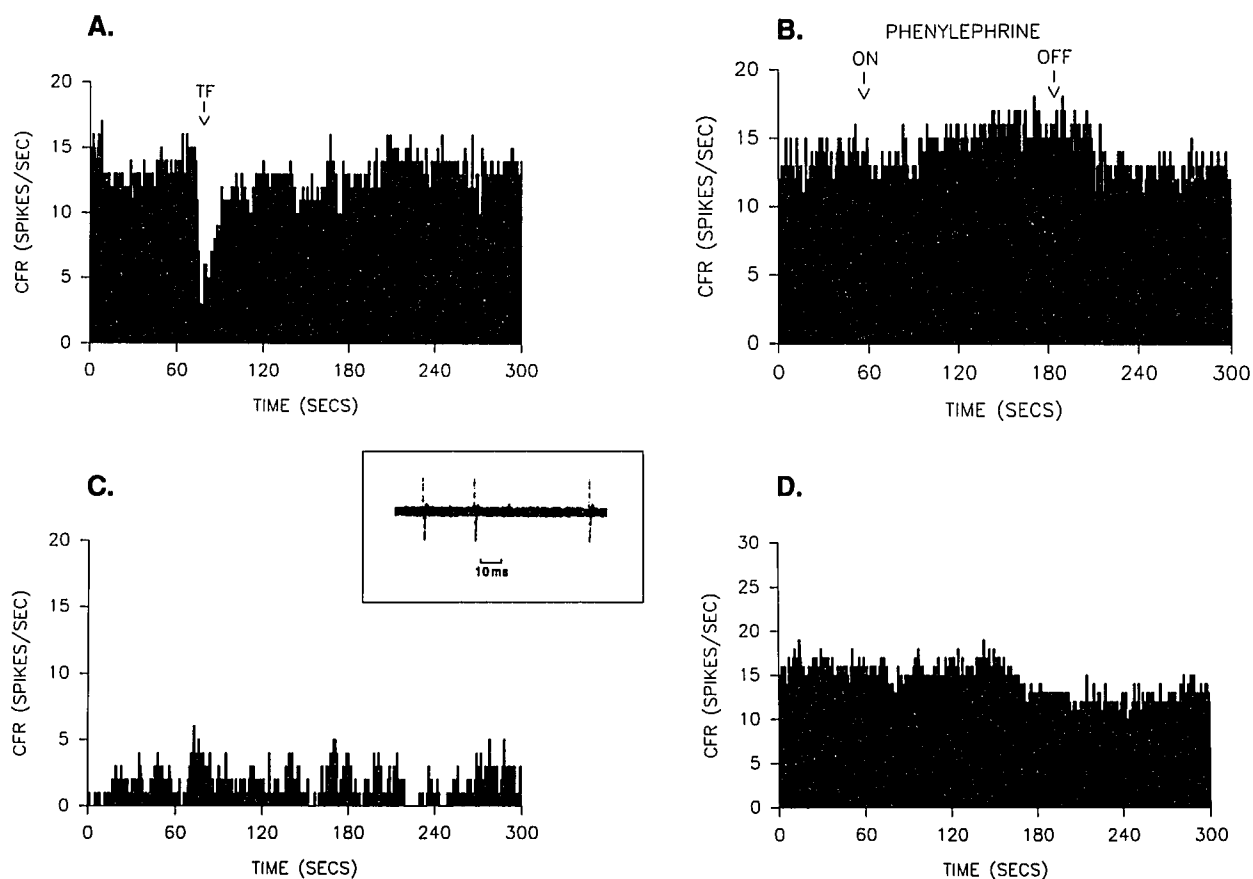 A.
TF
20
15
10
5
0
CFR (SPIKES/SEC)
0 60 120 180 240 300
TIME (SECS)
B.
PHENYLEPHRINE
ON OFF
20
15
10
5
0
CFR (SPIKES/SEC)
0 60 120 180 240 300
TIME (SECS)
C.
10ms
20
15
10
5
0
CFR (SPIKES/SEC)
0 60 120 180 240 300
TIME (SECS)
D.
30
25
20
15
10
5
0
CFR (SPIKES/SEC)
0 60 120 180 240 300
TIME (SECS)